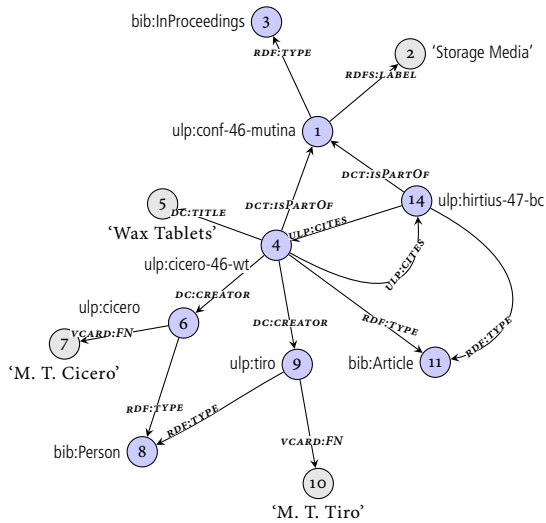 bib:InProceedings
3
RDF:TYPE
2
'Storage Media'
RDFS:LABEL
ulp:conf-46-mutina
1
DCT:ISPARTOF
14
ulp:hirtius-47-bc
5
DC:TITLE
DCT:ISPARTOF
'Wax Tablets'
ULP:CITES
4
ulp:cicero-46-wt
ULP:CITES
ulp:cicero
DC:CREATOR
6
DC:CREATOR
RDF:TYPE
7
VCARD:FN
RDF:TYPE
'M. T. Cicero'
ulp:tiro
9
bib:Article
11
RDF:TYPE
RDF:TYPE
bib:Person
8
VCARD:FN
10
'M. T. Tiro'